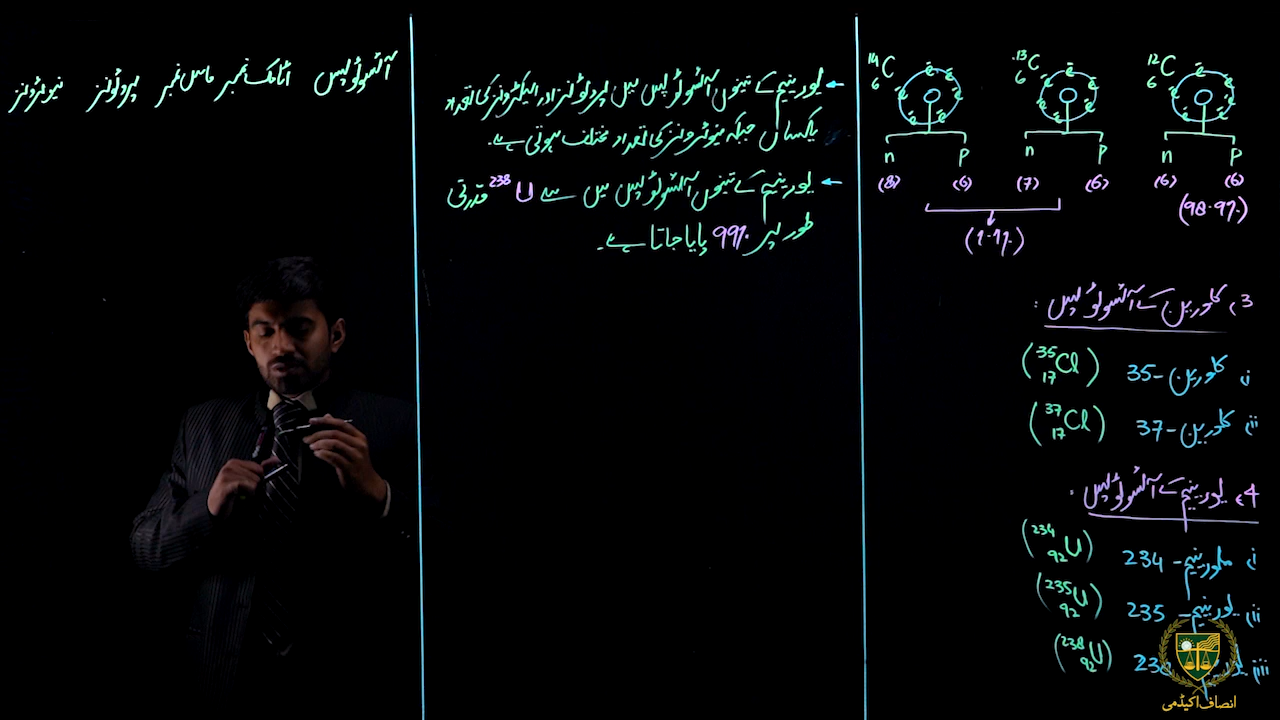 آئسوٹوپس اٹامک نمبر ماس نمبر پروٹونز نیوٹرونز
← یورینیم کے تینوں آئسوٹوپس میں پروٹونز اور الیکٹرونز کی تعداد
یکساں جبکہ نیوٹرونز کی تعداد مختلف ہوتی ہے۔
← یورینیم کے تینوں آئسوٹوپس میں سے 238U قدرتی
طور پر 99% پایا جاتا ہے۔
14 6 C 13 6 C 12 6 C
e e e e e e e e e e e e e e e e e e
n P n P n P
(8) (6) (7) (6) (6) (6)
(98.9%)
(1.1%)
3) کلورین کے آئسوٹوپس:
i) کلورین-35 (35 17 Cl)
ii) کلورین-37 (37 17 Cl)
4) یورینیم کے آئسوٹوپس:
i) یورینیم-234 (234 92 U)
ii) یورینیم-235 (235 92 U)
iii) (238 92 U)
انصاف اکیڈمی